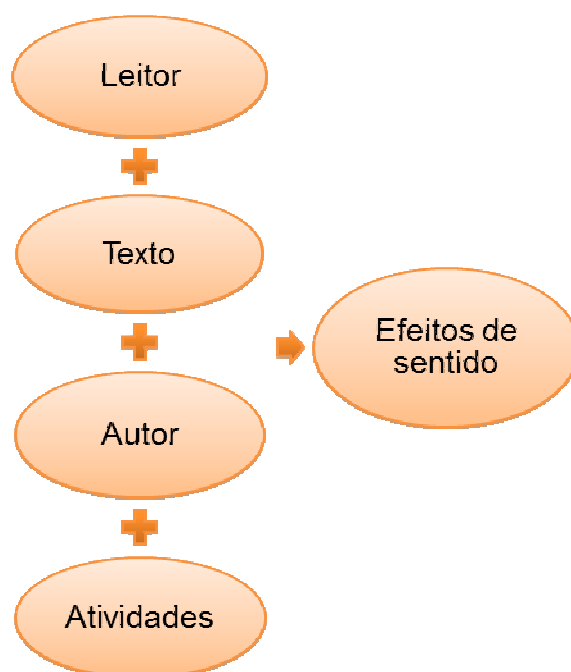 Leitor
Texto
Autor
Atividades
Efeitos de
sentido